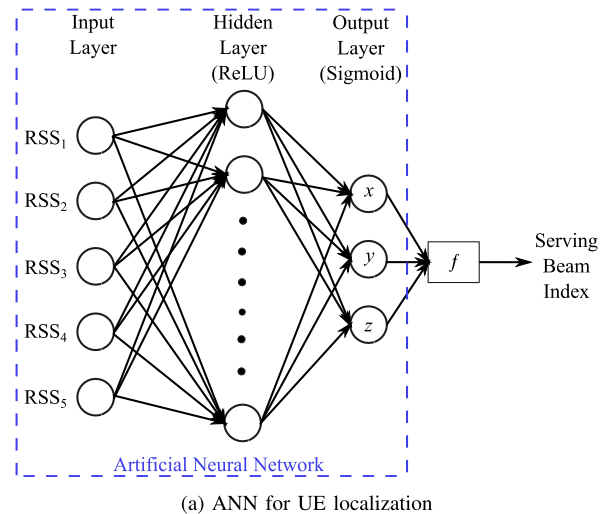 Input
Layer
Hidden
Layer
(ReLU)
Output
Layer
(Sigmoid)
RSS₁
RSS₂
RSS₃
RSS₄
RSS₅
x
y
z
f
Serving
Beam
Index
Artificial Neural Network
(a) ANN for UE localization